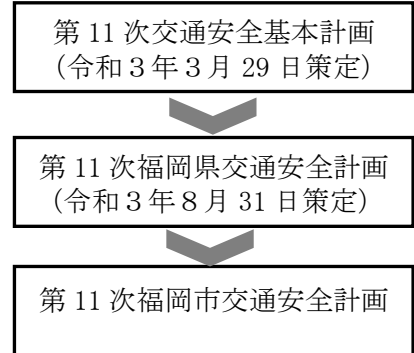 第 11 次交通安全基本計画
（令和３年３月 29 日策定）
第 11 次福岡県交通安全計画
（令和３年８月 31 日策定）
第 11 次福岡市交通安全計画